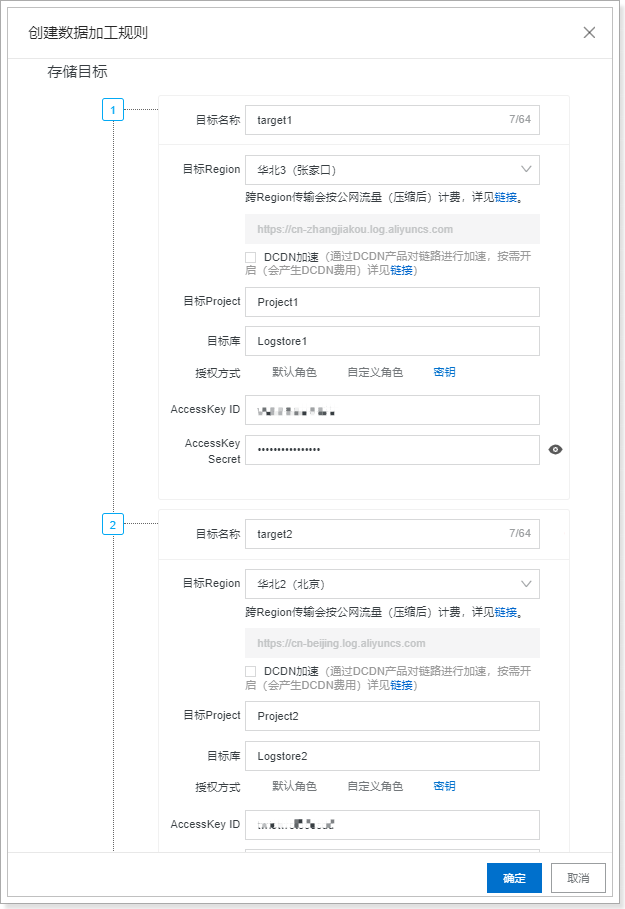 创建数据加工规则
存储目标
1
目标名称 target1 7/64
目标Region 华北3（张家口）
跨Region传输会按公网流量（压缩后）计费，详见链接。
https://cn-zhangjiakou.log.aliyuncs.com
DCDN加速（通过DCDN产品对链路进行加速，按需开
启（会产生DCDN费用）详见链接）
目标Project Project1
目标库 Logstore1
授权方式 默认角色 自定义角色 密钥
AccessKey ID
AccessKey
Secret ••••••••••••••••
2
目标名称 target2 7/64
目标Region 华北2（北京）
跨Region传输会按公网流量（压缩后）计费，详见链接。
https://cn-beijing.log.aliyuncs.com
DCDN加速（通过DCDN产品对链路进行加速，按需开
启（会产生DCDN费用）详见链接）
目标Project Project2
目标库 Logstore2
授权方式 默认角色 自定义角色 密钥
AccessKey ID
确定 取消